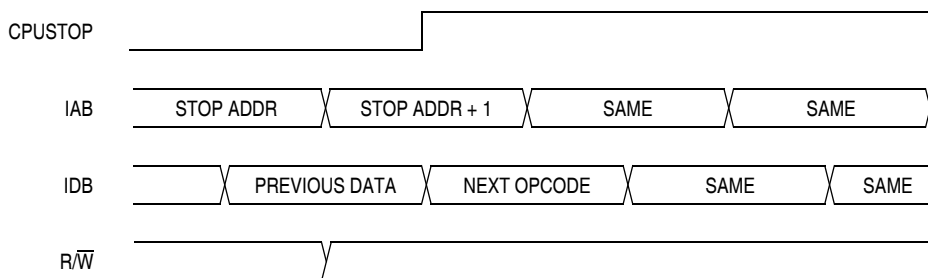 CPUSTOP
IAB STOP ADDR STOP ADDR + 1 SAME SAME
IDB PREVIOUS DATA NEXT OPCODE SAME SAME
R/W̅